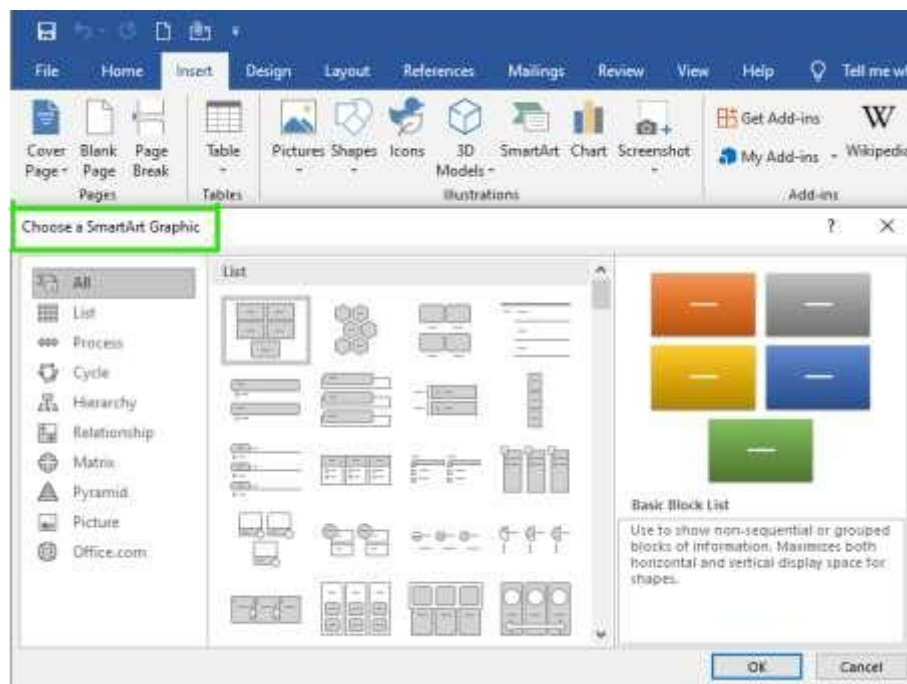 File Home Insert Design Layout References Mailings Review View Help Tell me wh
Cover Blank Page Table Pictures Shapes Icons 3D SmartArt Chart Screenshot Get Add-ins W
Page Page Break Models My Add-ins Wikipedia
Pages Tables Illustrations Add-ins
Choose a SmartArt Graphic ? ×
All
List
Process
Cycle
Hierarchy
Relationship
Matrix
Pyramid
Picture
Office.com
List
Basic Block List
Use to show non-sequential or grouped
blocks of information. Maximizes both
horizontal and vertical display space for
shapes.
OK Cancel